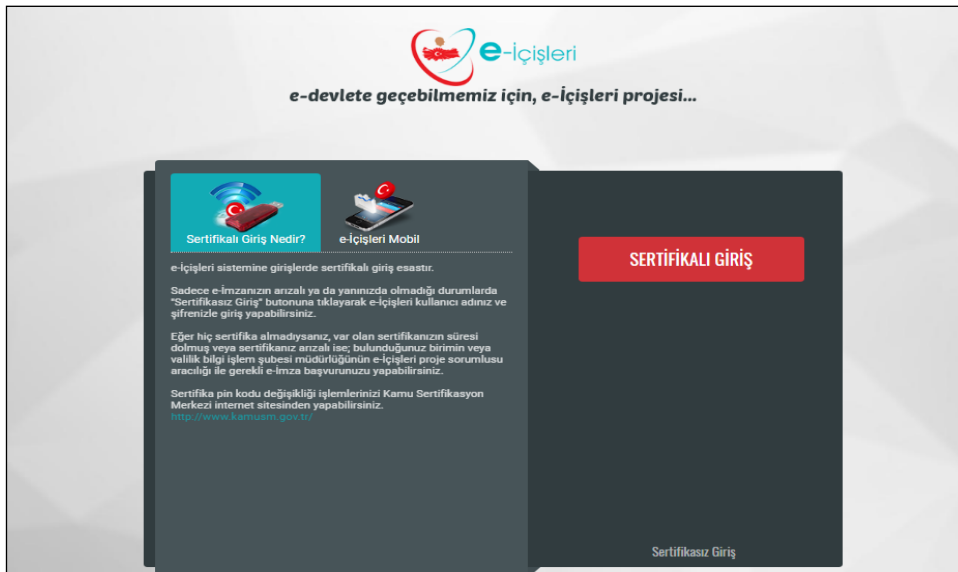 e-İçişleri
e-devlete geçebilmemiz için, e-İçişleri projesi...
Sertifikalı Giriş Nedir?
e-İçişleri Mobil
e-İçişleri sistemine girişlerde sertifikalı giriş esastır.
Sadece e-İmzanızın arızalı ya da yanınızda olmadığı durumlarda
"Sertifikasız Giriş" butonuna tıklayarak e-İçişleri kullanıcı adınız ve
şifrenizle giriş yapabilirsiniz.
Eğer hiç sertifika almadıysanız, var olan sertifikanızın süresi
dolmuş veya sertifikanız arızalı ise; bulunduğunuz birimin veya
valilik bilgi işlem şubesi müdürlüğünün e-İçişleri proje sorumlusu
aracılığı ile gerekli e-İmza başvurunuzu yapabilirsiniz.
Sertifika pin kodu değişikliği işlemlerinizi Kamu Sertifikasyon
Merkezi internet sitesinden yapabilirsiniz.
http://www.kamusm.gov.tr/
SERTİFİKALI GİRİŞ
Sertifikasız Giriş